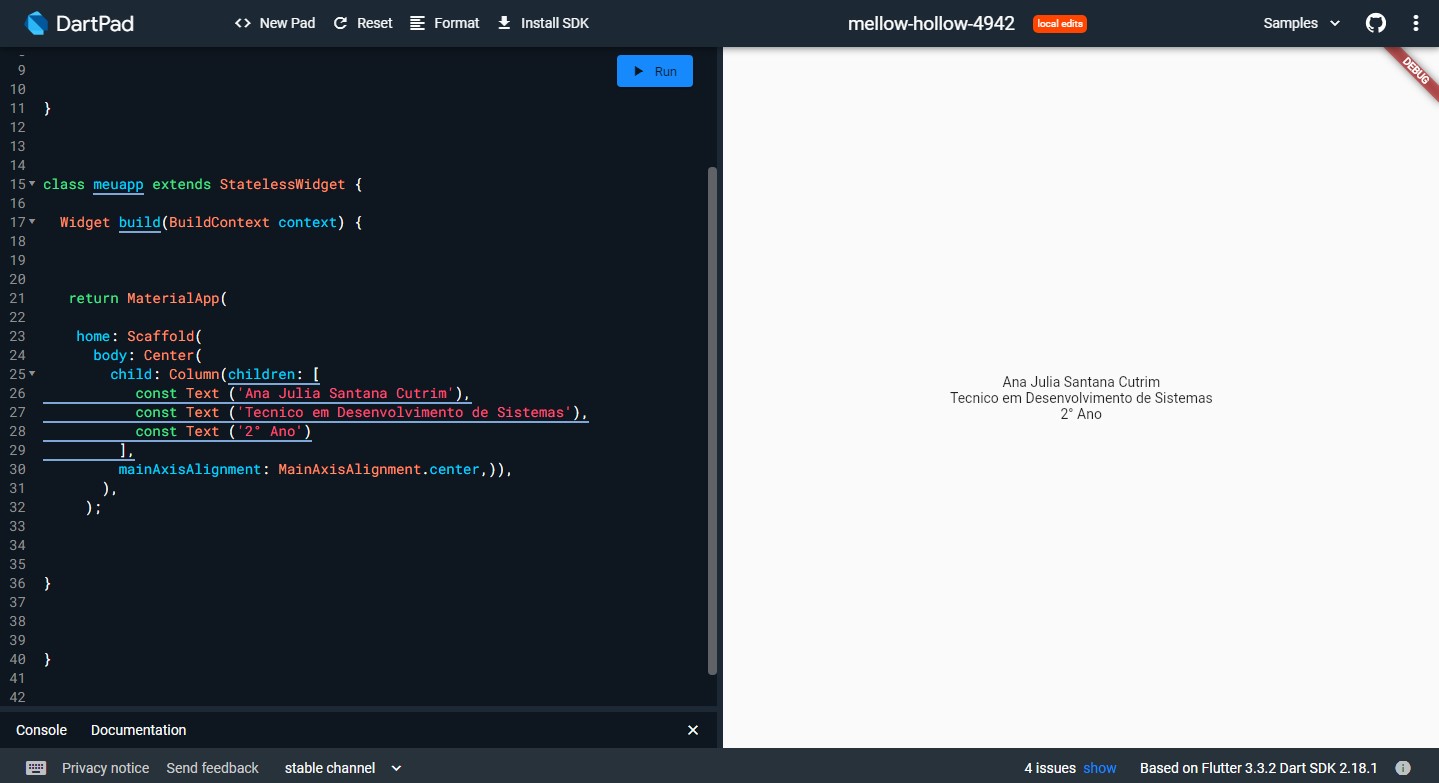 DartPad
New Pad Reset Format Install SDK
mellow-hollow-4942 local edits
Samples
Run
DEBUG
9
10
11 }
12
13
14
15 class meuapp extends StatelessWidget {
16
17 Widget build(BuildContext context) {
18
19
20
21 return MaterialApp(
22
23 home: Scaffold(
24 body: Center(
25 child: Column(children: [
26 const Text ('Ana Julia Santana Cutrim'),
27 const Text ('Tecnico em Desenvolvimento de Sistemas'),
28 const Text ('2° Ano')
29 ],
30 mainAxisAlignment: MainAxisAlignment.center,)),
31 ),
32 );
33
34
35
36 }
37
38
39
40 }
41
42
Ana Julia Santana Cutrim
Tecnico em Desenvolvimento de Sistemas
2° Ano
Console Documentation
Privacy notice Send feedback stable channel
4 issues show Based on Flutter 3.3.2 Dart SDK 2.18.1